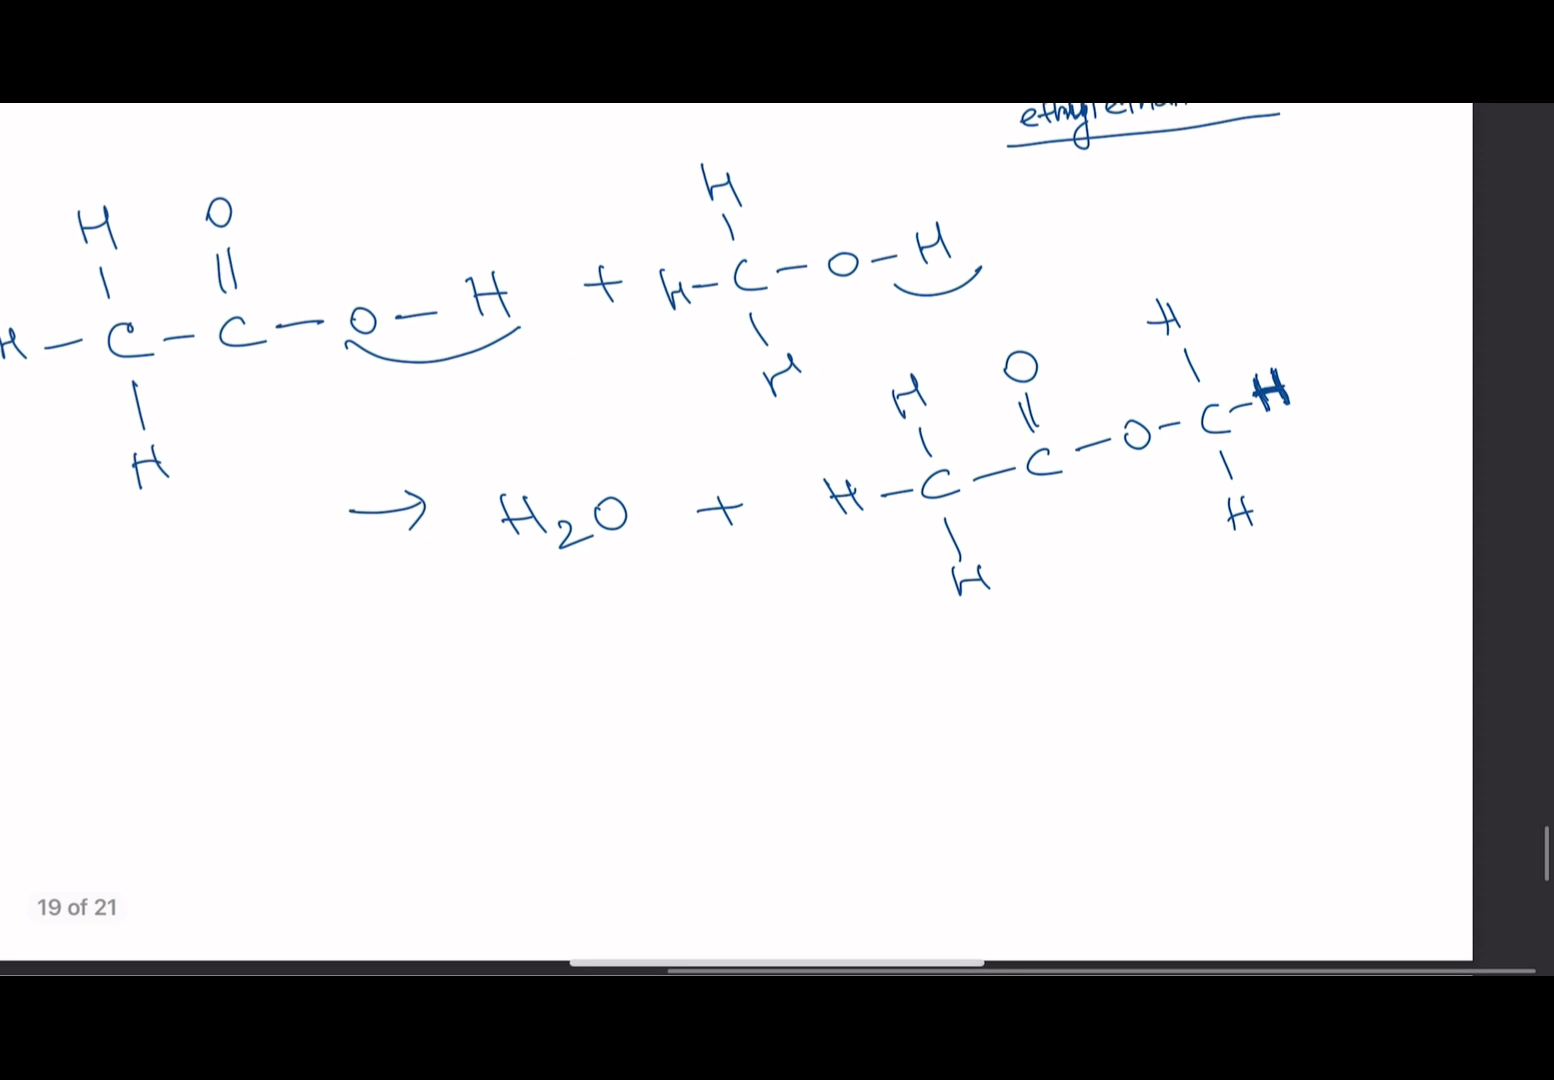 H O
H
H – C – C – O – H + H – C – O – H
H
H
H O H
→ H₂O + H – C – C – O – C – H
H
H
19 of 21